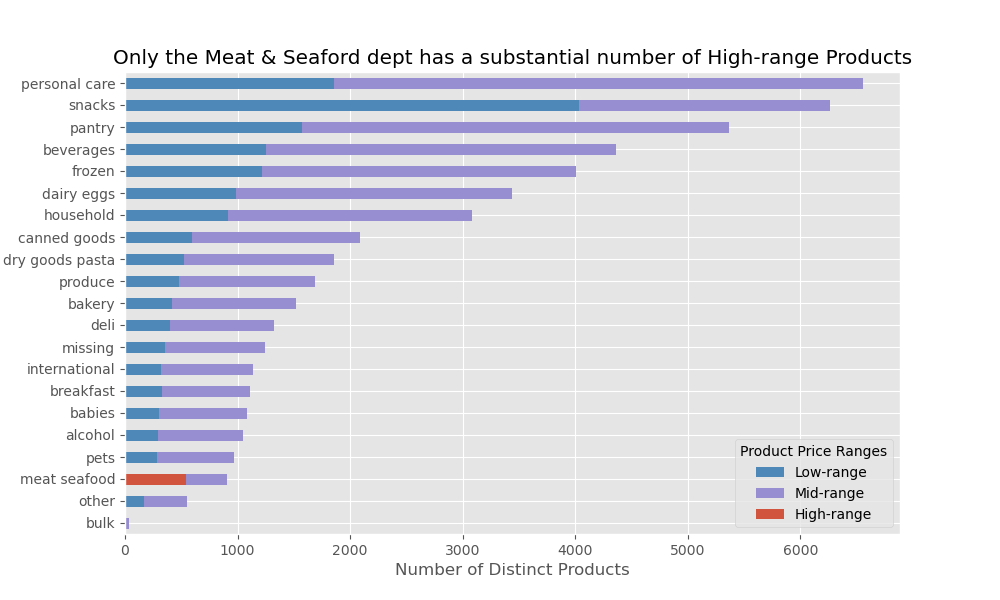 Only the Meat & Seaford dept has a substantial number of High-range Products
personal care
snacks
pantry
beverages
frozen
dairy eggs
household
canned goods
dry goods pasta
produce
bakery
deli
missing
international
breakfast
babies
alcohol
pets
meat seafood
other
bulk
Product Price Ranges
Low-range
Mid-range
High-range
0 1000 2000 3000 4000 5000 6000
Number of Distinct Products